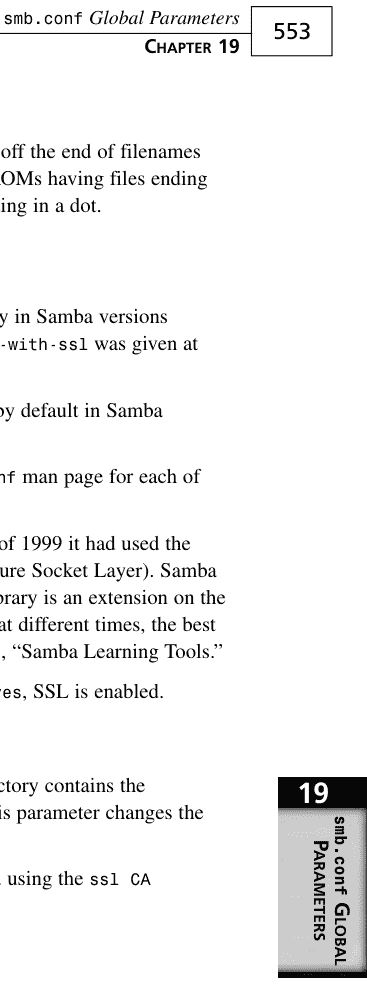 smb.conf Global Parameters
CHAPTER 19
553
off the end of filenames
OMs having files ending
ing in a dot.
y in Samba versions
-with-ssl was given at
by default in Samba
nf man page for each of
of 1999 it had used the
ure Socket Layer). Samba
brary is an extension on the
at different times, the best
, “Samba Learning Tools.”
res, SSL is enabled.
ctory contains the
is parameter changes the
using the ssl CA
19
smb.conf GLOBAL
PARAMETERS